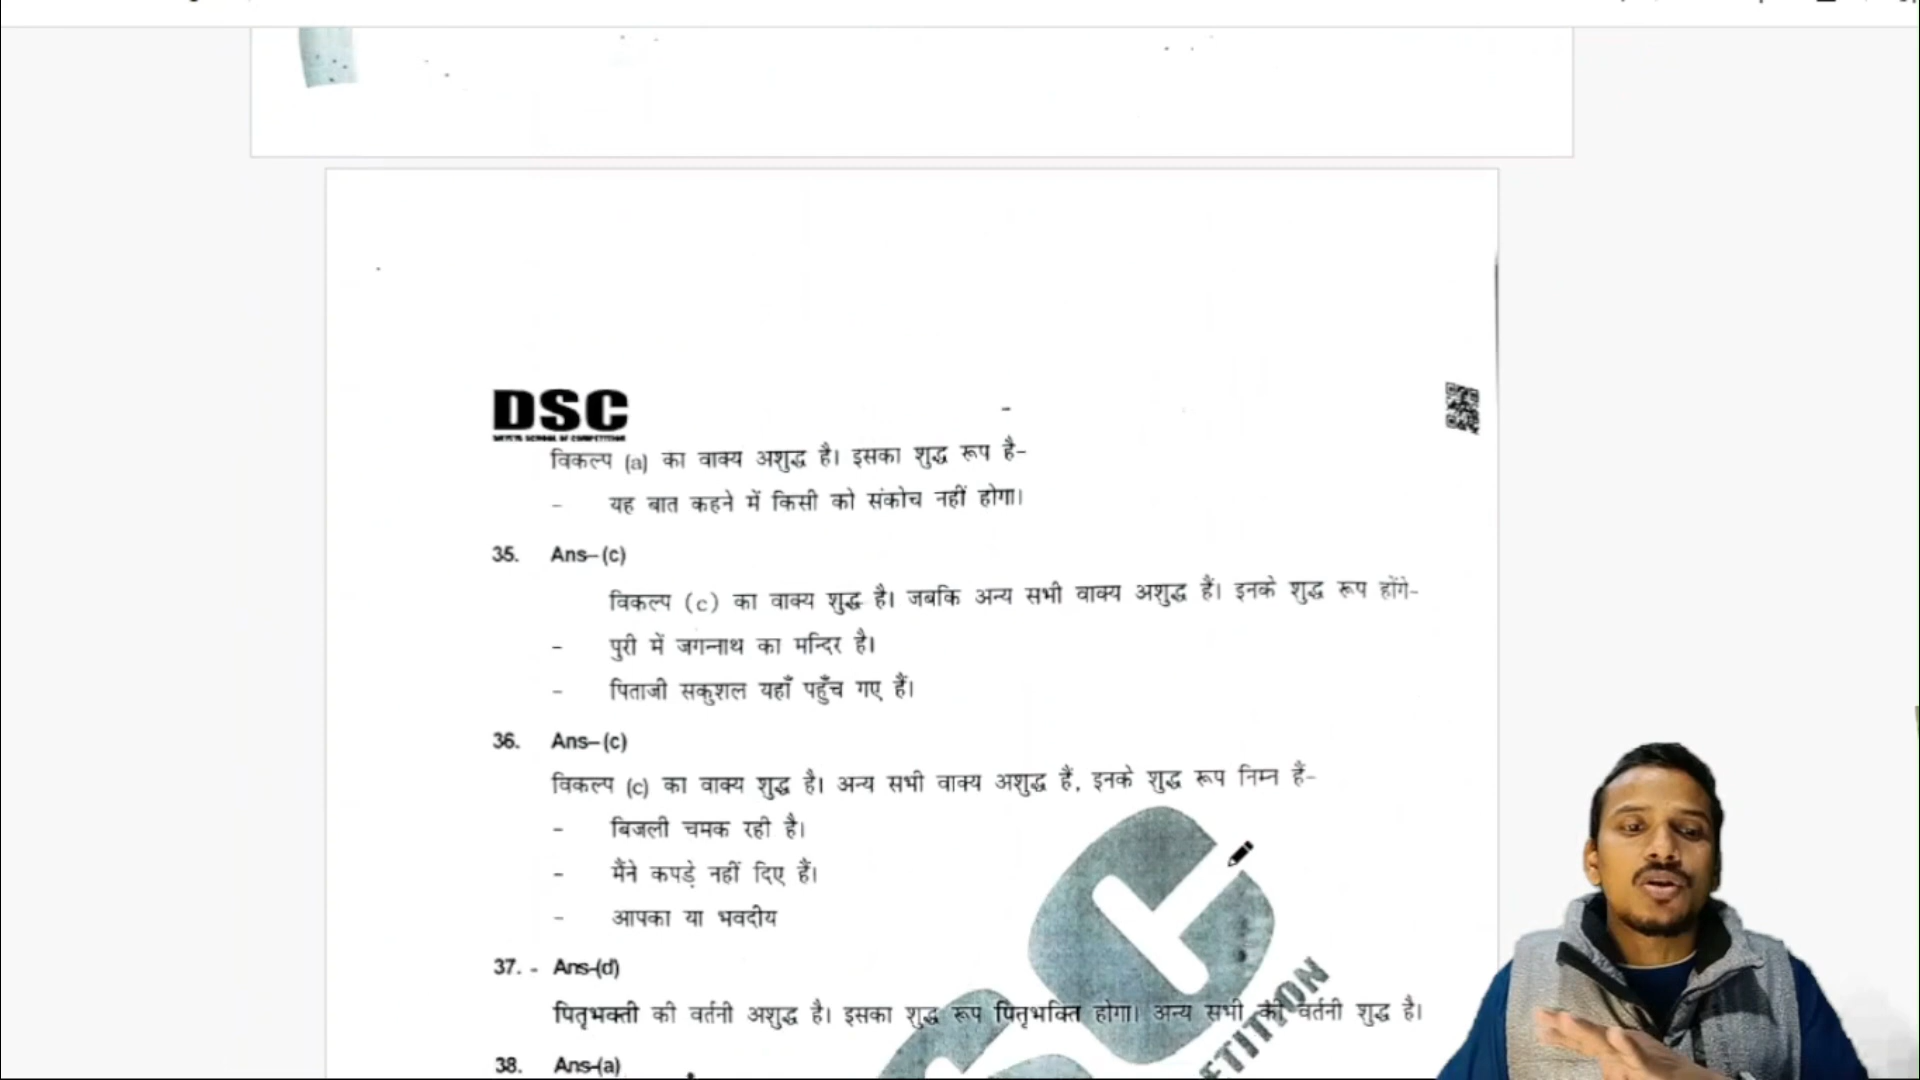 DSC
विकल्प (a) का वाक्य अशुद्ध है। इसका शुद्ध रूप है-
- यह बात कहने में किसी को संकोच नहीं होगा।
35. Ans-(c)
विकल्प (c) का वाक्य शुद्ध है। जबकि अन्य सभी वाक्य अशुद्ध हैं। इनके शुद्ध रूप होंगे-
- पुरी में जगन्नाथ का मन्दिर है।
- पिताजी सकुशल यहाँ पहुँच गए हैं।
36. Ans-(c)
विकल्प (c) का वाक्य शुद्ध है। अन्य सभी वाक्य अशुद्ध हैं, इनके शुद्ध रूप निम्न हैं-
- बिजली चमक रही है।
- मैंने कपड़े नहीं दिए हैं।
- आपका या भवदीय
37. - Ans-(d)
पितृभक्ती की वर्तनी अशुद्ध है। इसका शुद्ध रूप पितृभक्ति होगा। अन्य सभी की वर्तनी शुद्ध है।
38. Ans-(a)